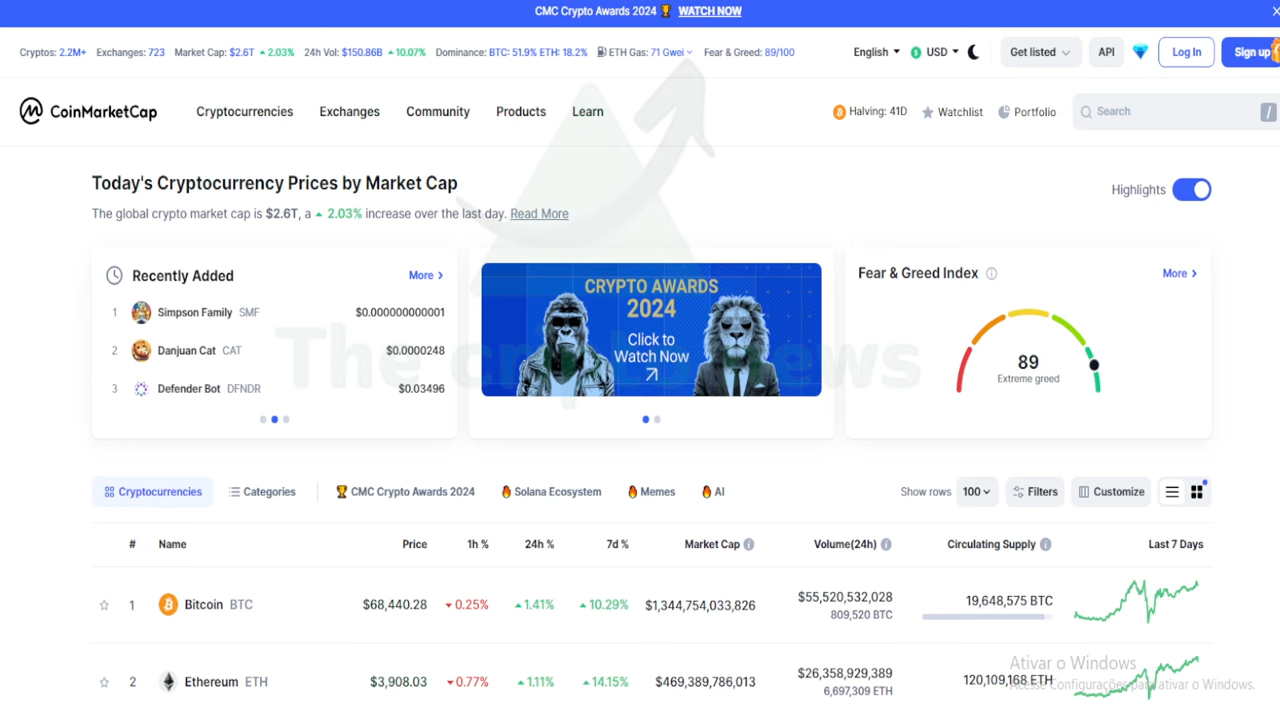 CMC Crypto Awards 2024 🏆 WATCH NOW
Cryptos: 2.2M+ Exchanges: 723 Market Cap: $2.6T ▲ 2.03% 24h Vol: $150.86B ▲ 10.07% Dominance: BTC: 51.9% ETH: 18.2% ETH Gas: 71 Gwei Fear & Greed: 89/100
English USD Get listed API Log In Sign up
CoinMarketCap Cryptocurrencies Exchanges Community Products Learn
Halving: 41D Watchlist Portfolio Search /
Today's Cryptocurrency Prices by Market Cap
Highlights
The global crypto market cap is $2.6T, a ▲ 2.03% increase over the last day. Read More
Recently Added More >
1 Simpson Family SMF $0.000000000001
2 Danjuan Cat CAT $0.0000248
3 Defender Bot DFNDR $0.03496
CRYPTO AWARDS
2024
Click to
Watch Now
Fear & Greed Index More >
89
Extreme greed
The crypto news
Cryptocurrencies Categories 🏆 CMC Crypto Awards 2024 🔥 Solana Ecosystem 🔥 Memes 🔥 AI
Show rows 100 Filters Customize
# Name Price 1h % 24h % 7d % Market Cap Volume(24h) Circulating Supply Last 7 Days
1 Bitcoin BTC $68,440.28 ▼ 0.25% ▲ 1.41% ▲ 10.29% $1,344,754,033,826 $55,520,532,028 19,648,575 BTC
809,520 BTC
2 Ethereum ETH $3,908.03 ▼ 0.77% ▲ 1.11% ▲ 14.15% $469,389,786,013 $26,358,929,389 120,109,168 ETH
6,697,309 ETH
Ativar o Windows
Acesse Configurações para ativar o Windows.